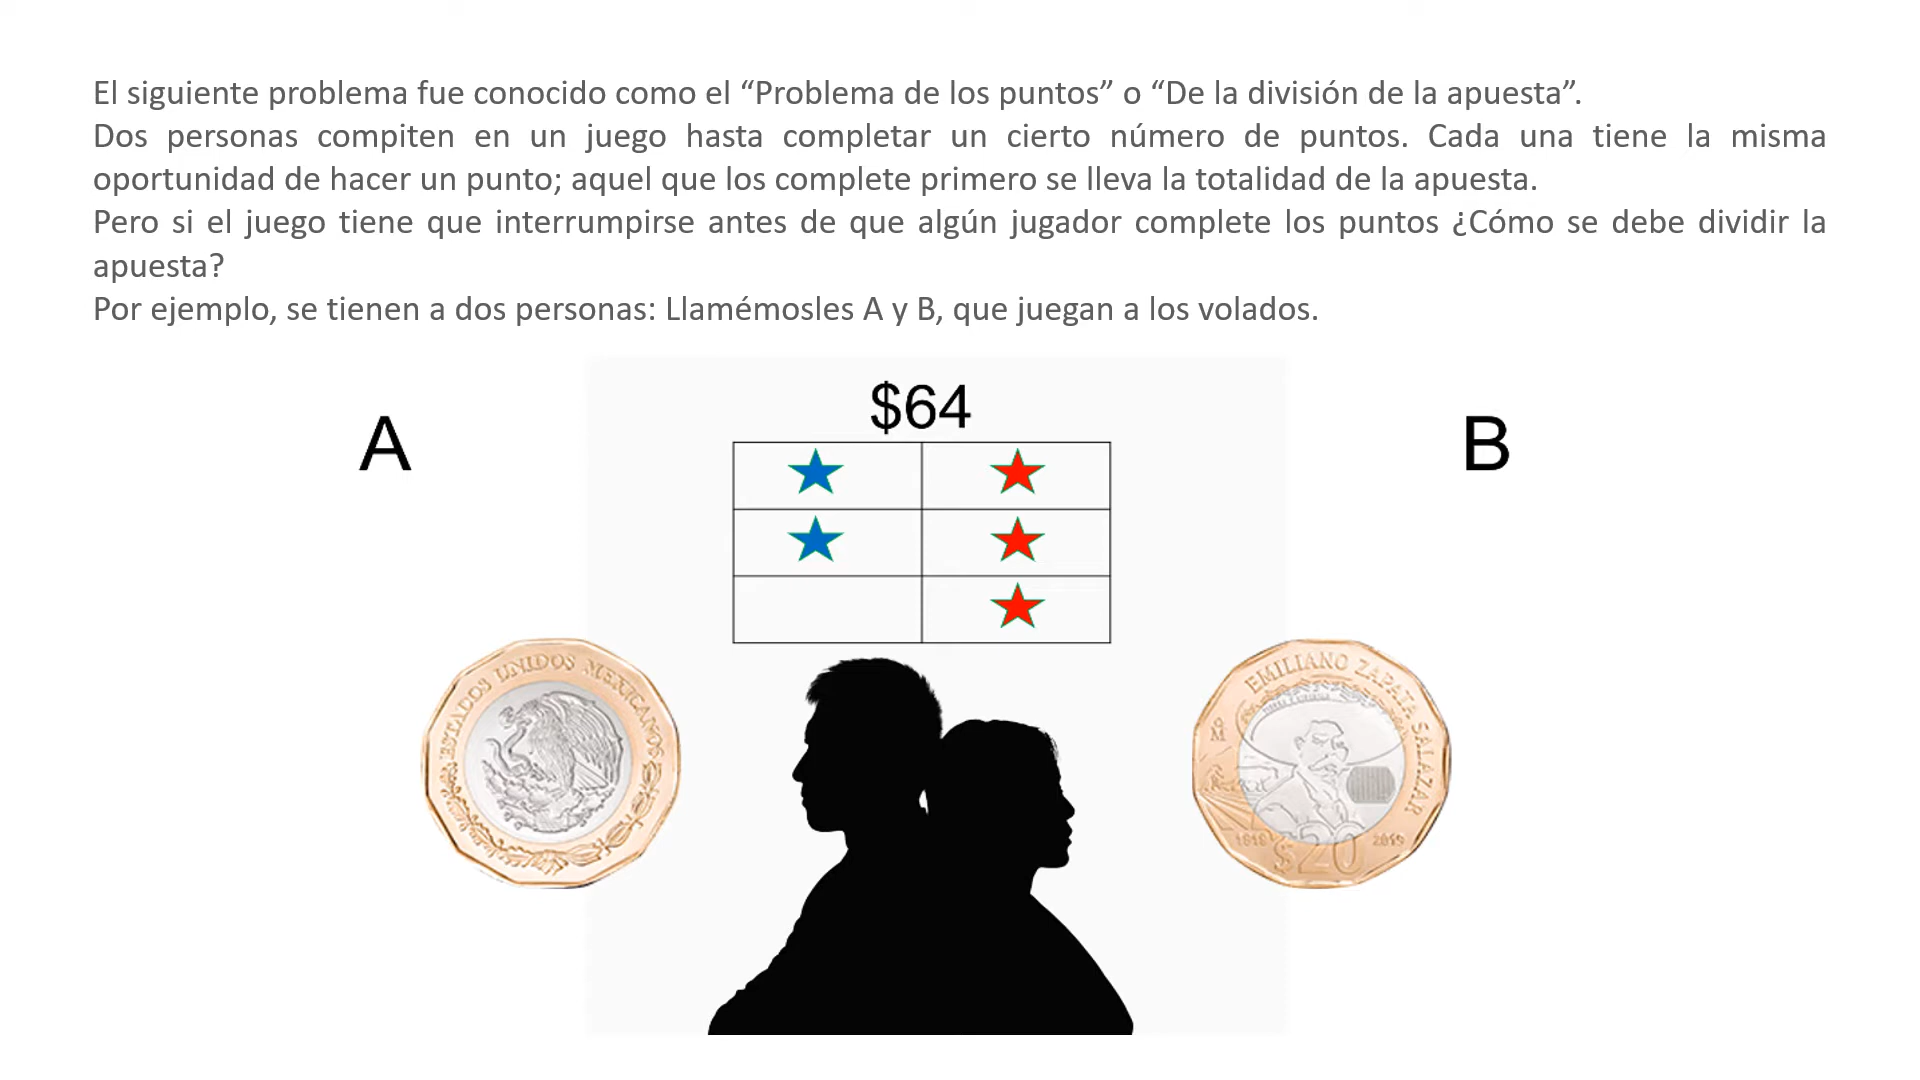 El siguiente problema fue conocido como el “Problema de los puntos” o “De la división de la apuesta”.
Dos personas compiten en un juego hasta completar un cierto número de puntos. Cada una tiene la misma
oportunidad de hacer un punto; aquel que los complete primero se lleva la totalidad de la apuesta.
Pero si el juego tiene que interrumpirse antes de que algún jugador complete los puntos ¿Cómo se debe dividir la
apuesta?
Por ejemplo, se tienen a dos personas: Llamémosles A y B, que juegan a los volados.
$64
A
B
ESTADOS UNIDOS MEXICANOS
EMILIANO ZAPATA SALAZAR
$20
2019